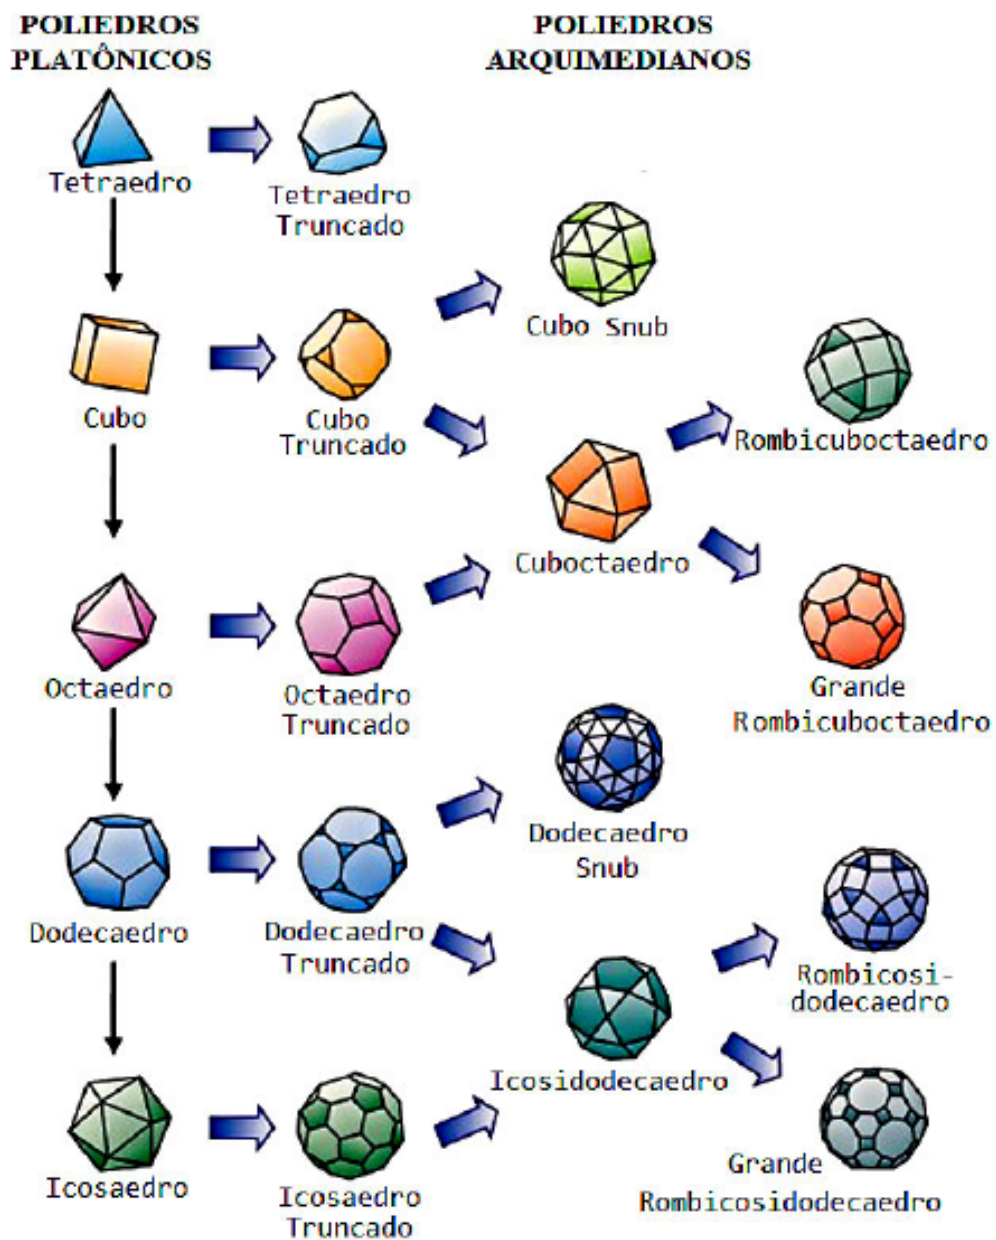 POLIEDROS
PLATÔNICOS
POLIEDROS
ARQUIMEDIANOS
Tetraedro
Tetraedro
Truncado
Cubo Snub
Cubo
Cubo
Truncado
Rombicuboctaedro
Cuboctaedro
Octaedro
Octaedro
Truncado
Grande
Rombicuboctaedro
Dodecaedro
Snub
Dodecaedro
Dodecaedro
Truncado
Rombicosi-
dodecaedro
Icosidodecaedro
Icosaedro
Icosaedro
Truncado
Grande
Rombicosidodecaedro